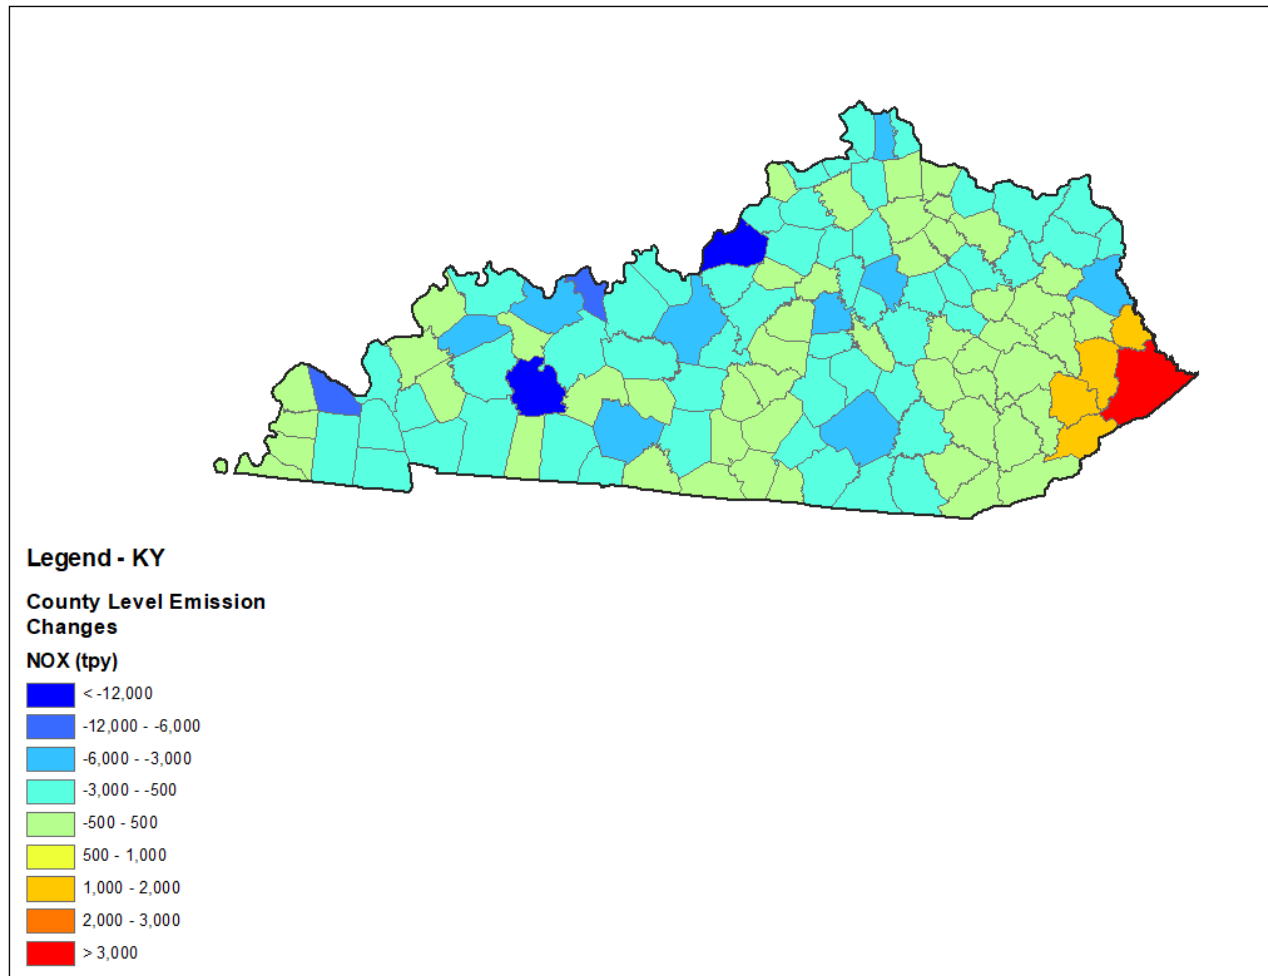 Legend - KY
County Level Emission
Changes
NOX (tpy)
< -12,000
-12,000 - -6,000
-6,000 - -3,000
-3,000 - -500
-500 - 500
500 - 1,000
1,000 - 2,000
2,000 - 3,000
> 3,000